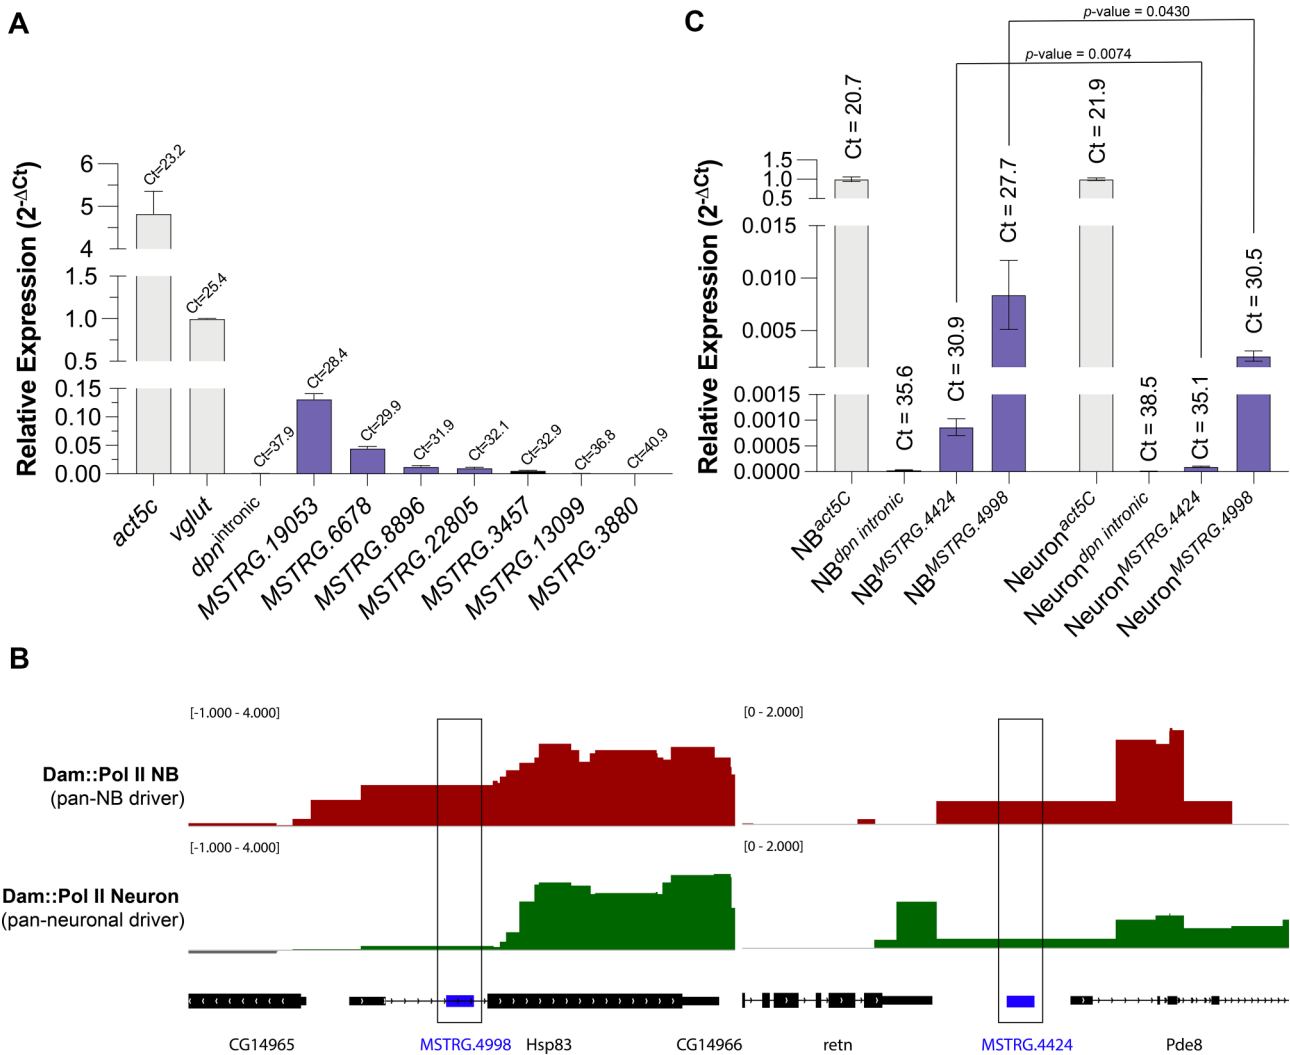 A
Relative Expression (2-ΔCt)
6
5
4
1.5
1.0
0.5
0.15
0.10
0.05
0.00
Ct=23.2
Ct=25.4
Ct=37.9
Ct=28.4
Ct=29.9
Ct=31.9
Ct=32.1
Ct=32.9
Ct=36.8
Ct=40.9
act5c
vglut
dpnintronic
MSTRG.19053
MSTRG.6678
MSTRG.8896
MSTRG.22805
MSTRG.3457
MSTRG.13099
MSTRG.3880
C
p-value = 0.0430
p-value = 0.0074
Relative Expression (2-ΔCt)
1.5
1.0
0.5
0.015
0.010
0.005
0.0015
0.0010
0.0005
0.0000
Ct = 20.7
Ct = 35.6
Ct = 30.9
Ct = 27.7
Ct = 21.9
Ct = 38.5
Ct = 35.1
Ct = 30.5
NBact5C
NBdpn intronic
NBMSTRG.4424
NBMSTRG.4998
Neuronact5C
Neurondpn intronic
NeuronMSTRG.4424
NeuronMSTRG.4998
B
[-1.000 - 4.000] [0 - 2.000]
Dam::Pol II NB
(pan-NB driver)
[-1.000 - 4.000] [0 - 2.000]
Dam::Pol II Neuron
(pan-neuronal driver)
CG14965 MSTRG.4998 Hsp83 CG14966 retn MSTRG.4424 Pde8